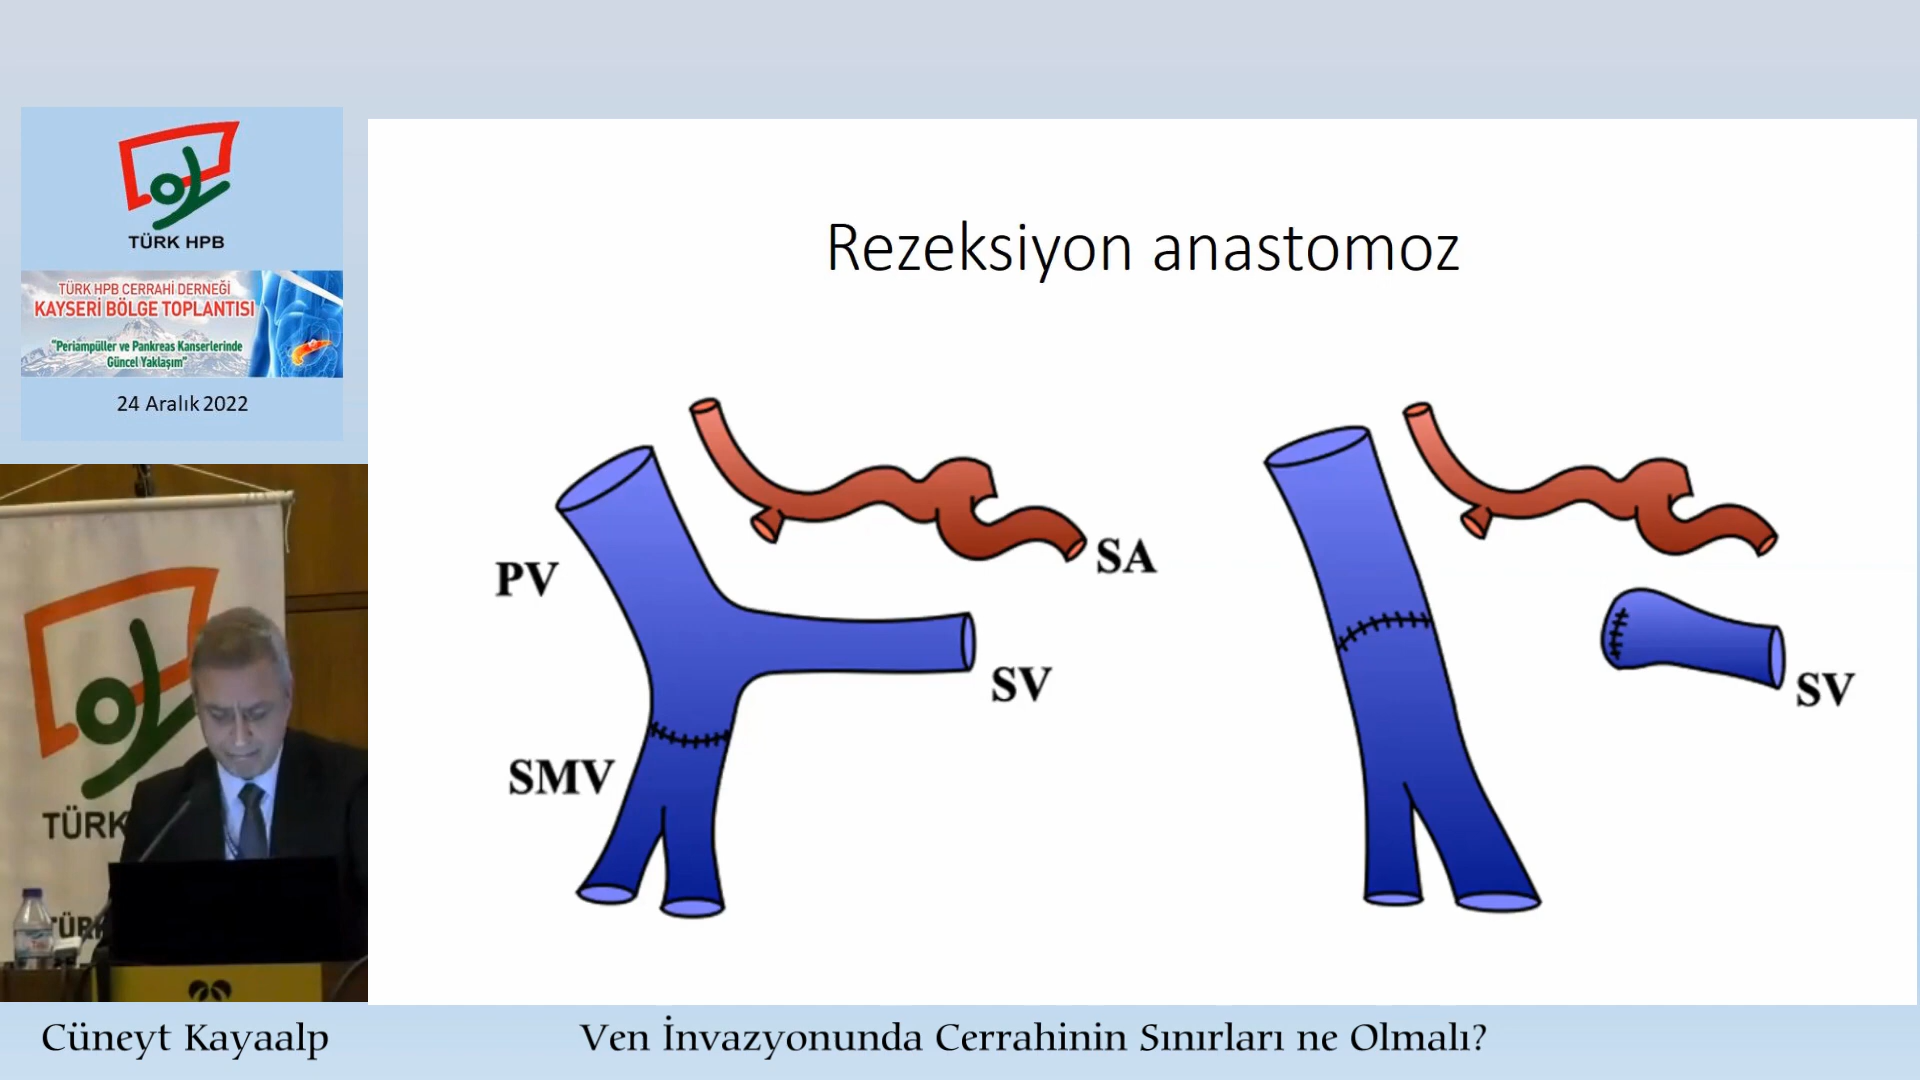 TÜRK HPB
TÜRK HPB CERRAHİ DERNEĞİ
KAYSERİ BÖLGE TOPLANTISI
"Periampüller ve Pankreas Kanserlerinde
Güncel Yaklaşım"
24 Aralık 2022
Rezeksiyon anastomoz
PV
SA
SV
SMV
SV
TÜRK
TÜRK
Cüneyt Kayaalp
Ven İnvazyonunda Cerrahinin Sınırları ne Olmalı?